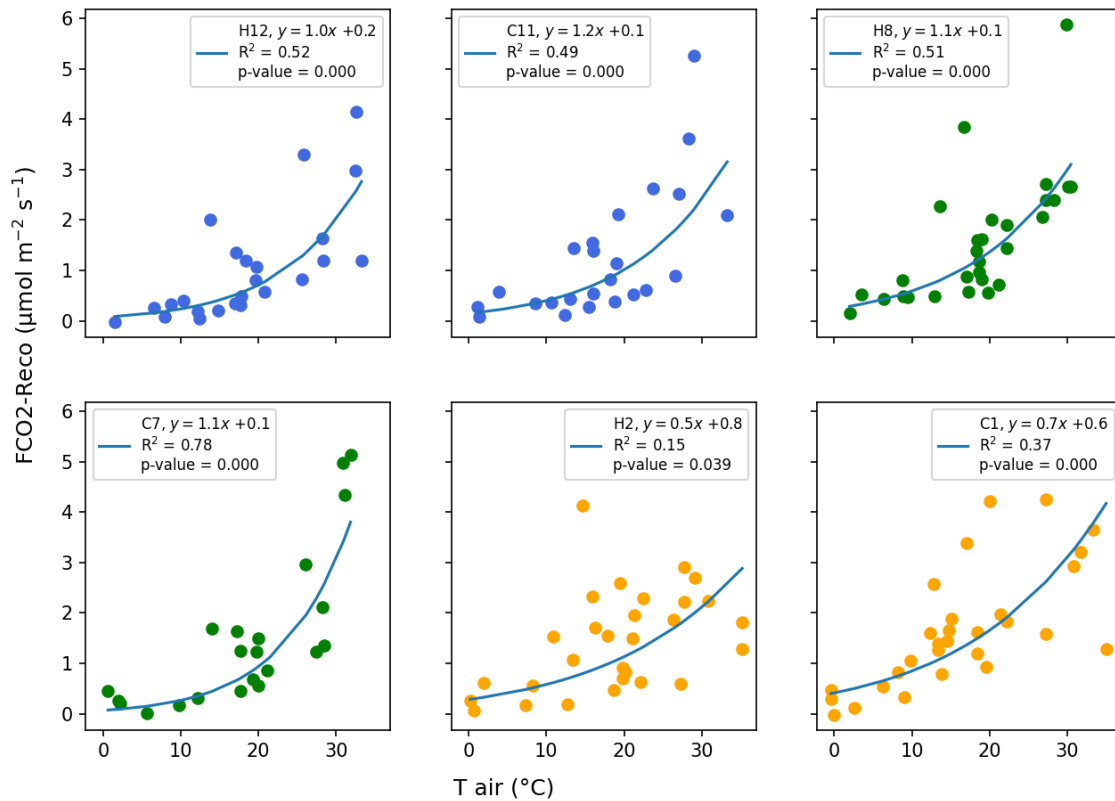 H12, y = 1.0x +0.2
R² = 0.52
p-value = 0.000
C11, y = 1.2x +0.1
R² = 0.49
p-value = 0.000
H8, y = 1.1x +0.1
R² = 0.51
p-value = 0.000
6
5
4
3
2
1
0
FCO2-Reco (μmol m⁻² s⁻¹)
C7, y = 1.1x +0.1
R² = 0.78
p-value = 0.000
H2, y = 0.5x +0.8
R² = 0.15
p-value = 0.039
C1, y = 0.7x +0.6
R² = 0.37
p-value = 0.000
6
5
4
3
2
1
0
0 10 20 30 0 10 20 30 0 10 20 30
T air (°C)